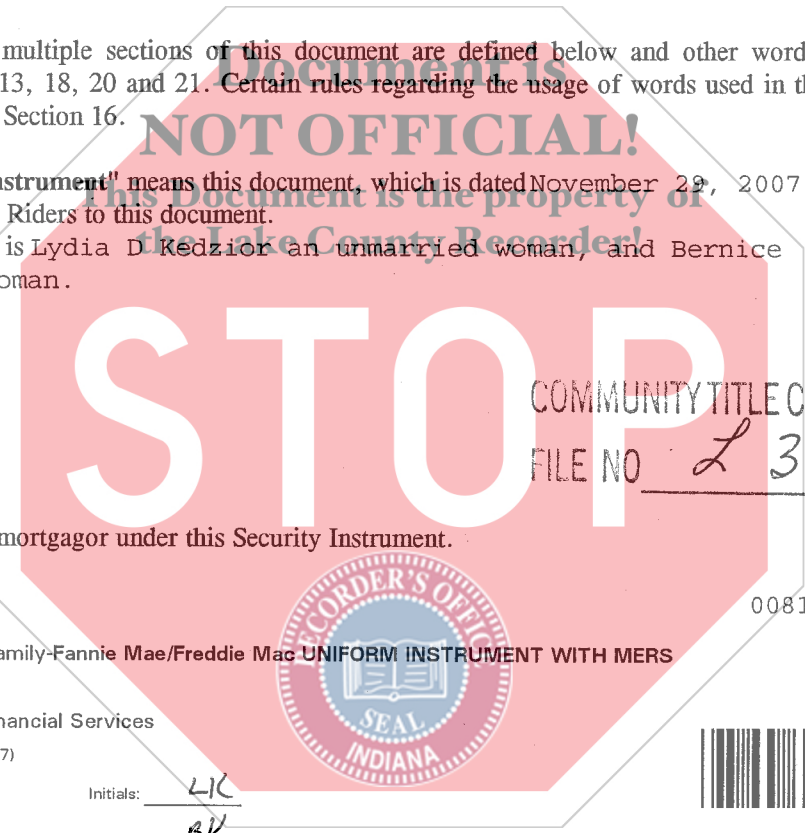 multiple sections of this document are defined below and other word
13, 18, 20 and 21. Certain rules regarding the usage of words used in th
Section 16.
Document is
NOT OFFICIAL!
This Document is the property of
the Lake County Recorder!
nstrument" means this document, which is dated November 29, 2007
Riders to this document.
is Lydia D Kedzior an unmarried woman, and Bernice
oman.
STOP
COMMUNITY TITLE C
FILE NO L 3
mortgagor under this Security Instrument.
RECORDER'S OFFICE
SEAL
INDIANA
0081
amily-Fannie Mae/Freddie Mac UNIFORM INSTRUMENT WITH MERS
nancial Services
7)
Initials: LK
BK